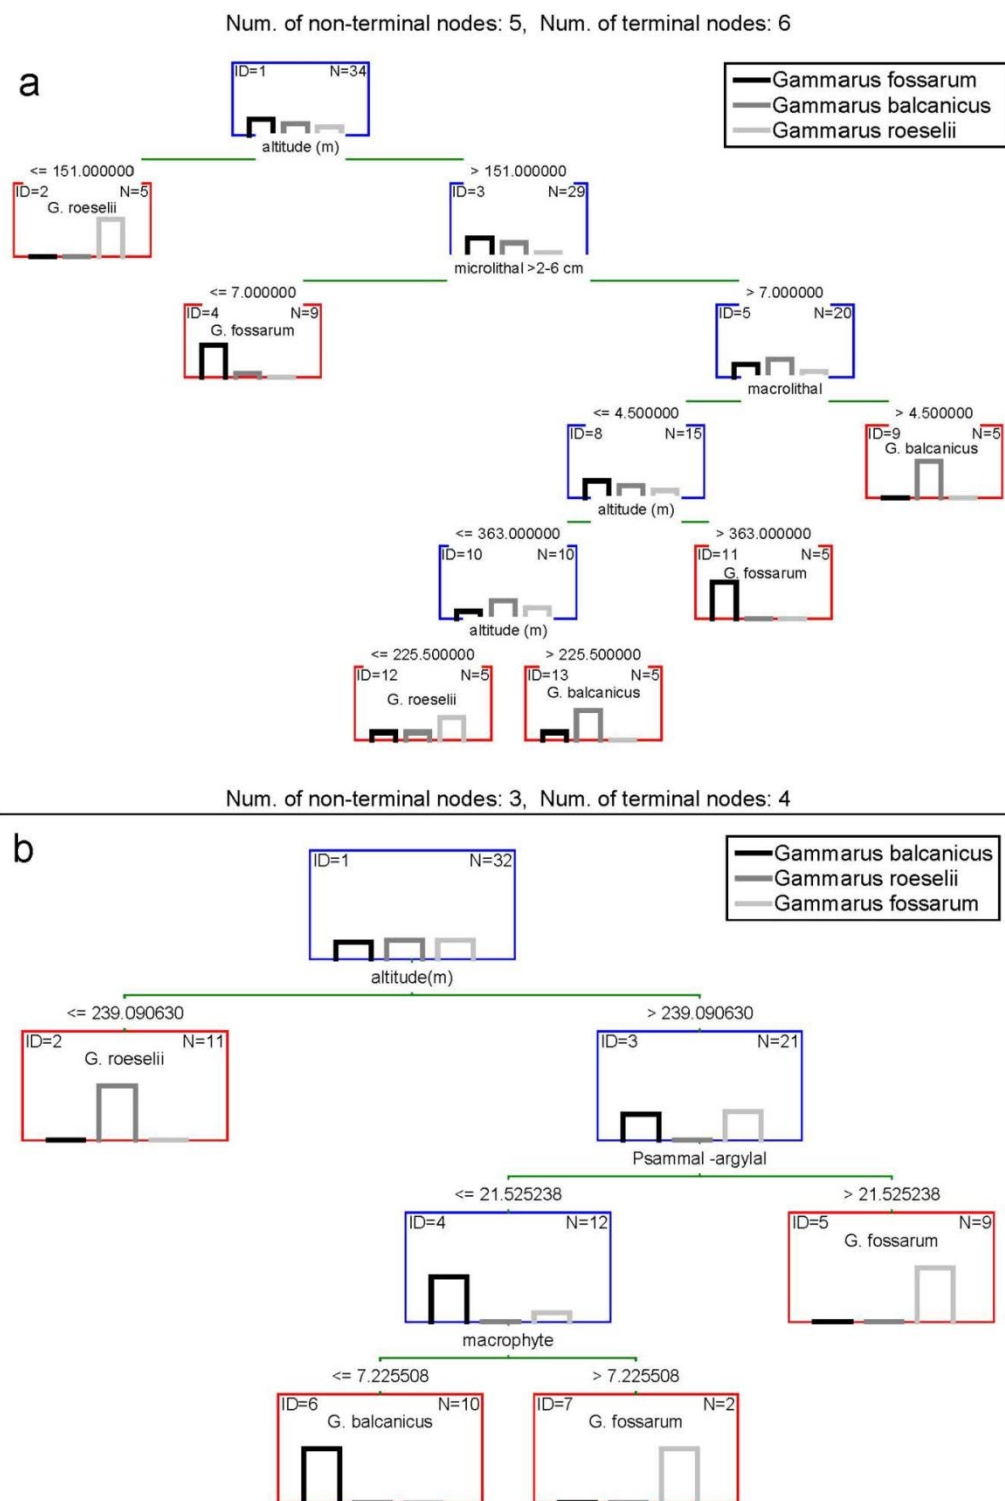 Num. of non-terminal nodes: 5,  Num. of terminal nodes: 6
a
Gammarus fossarum
Gammarus balcanicus
Gammarus roeselii
ID=1 N=34
altitude (m)
<= 151.000000 > 151.000000
ID=2 N=5 ID=3 N=29
G. roeselii
microlithal >2-6 cm
<= 7.000000 > 7.000000
ID=4 N=9 ID=5 N=20
G. fossarum
macrolithal
<= 4.500000 > 4.500000
ID=8 N=15 ID=9 N=5
G. balcanicus
altitude (m)
<= 363.000000 > 363.000000
ID=10 N=10 ID=11 N=5
G. fossarum
altitude (m)
<= 225.500000 > 225.500000
ID=12 N=5 ID=13 N=5
G. roeselii G. balcanicus
Num. of non-terminal nodes: 3,  Num. of terminal nodes: 4
b
Gammarus balcanicus
Gammarus roeselii
Gammarus fossarum
ID=1 N=32
altitude(m)
<= 239.090630 > 239.090630
ID=2 N=11 ID=3 N=21
G. roeselii
Psammal -argylal
<= 21.525238 > 21.525238
ID=4 N=12 ID=5 N=9
G. fossarum
macrophyte
<= 7.225508 > 7.225508
ID=6 N=10 ID=7 N=2
G. balcanicus G. fossarum